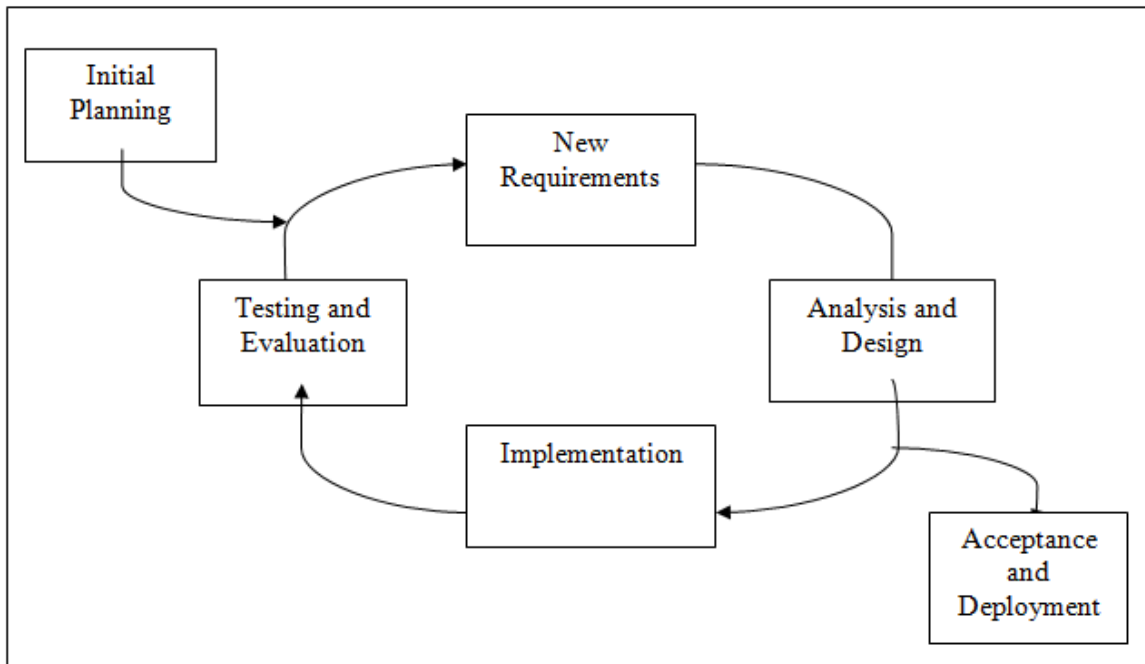 Initial
Planning
New
Requirements
Testing and
Evaluation
Analysis and
Design
Implementation
Acceptance
and
Deployment